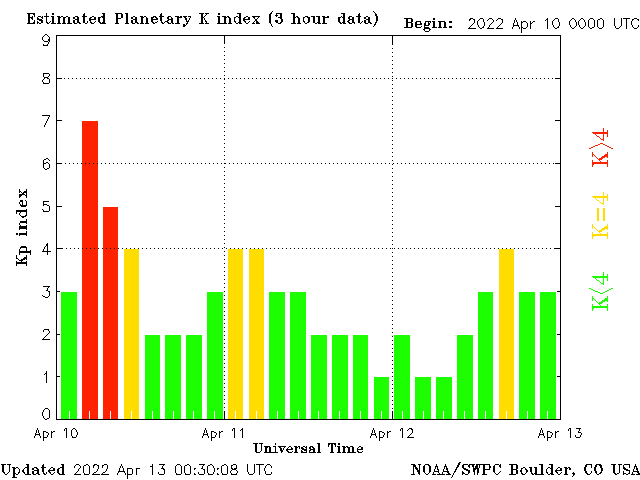 Estimated Planetary K index (3 hour data) Begin: 2022 Apr 10 0000 UTC
9
8
7
6
5
4
3
2
1
0
Kp index
K>4
K=4
K<4
Apr 10 Apr 11 Apr 12 Apr 13
Universal Time
Updated 2022 Apr 13 00:30:08 UTC NOAA/SWPC Boulder, CO USA